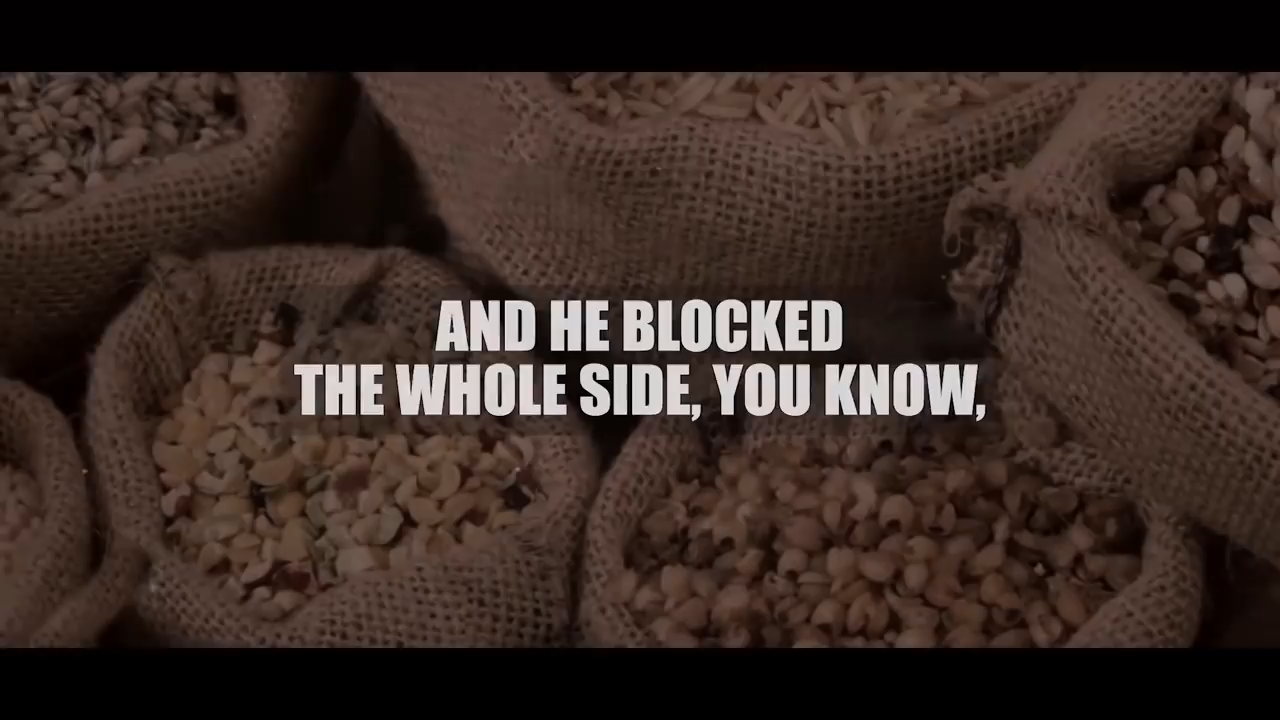 AND HE BLOCKED
THE WHOLE SIDE, YOU KNOW,